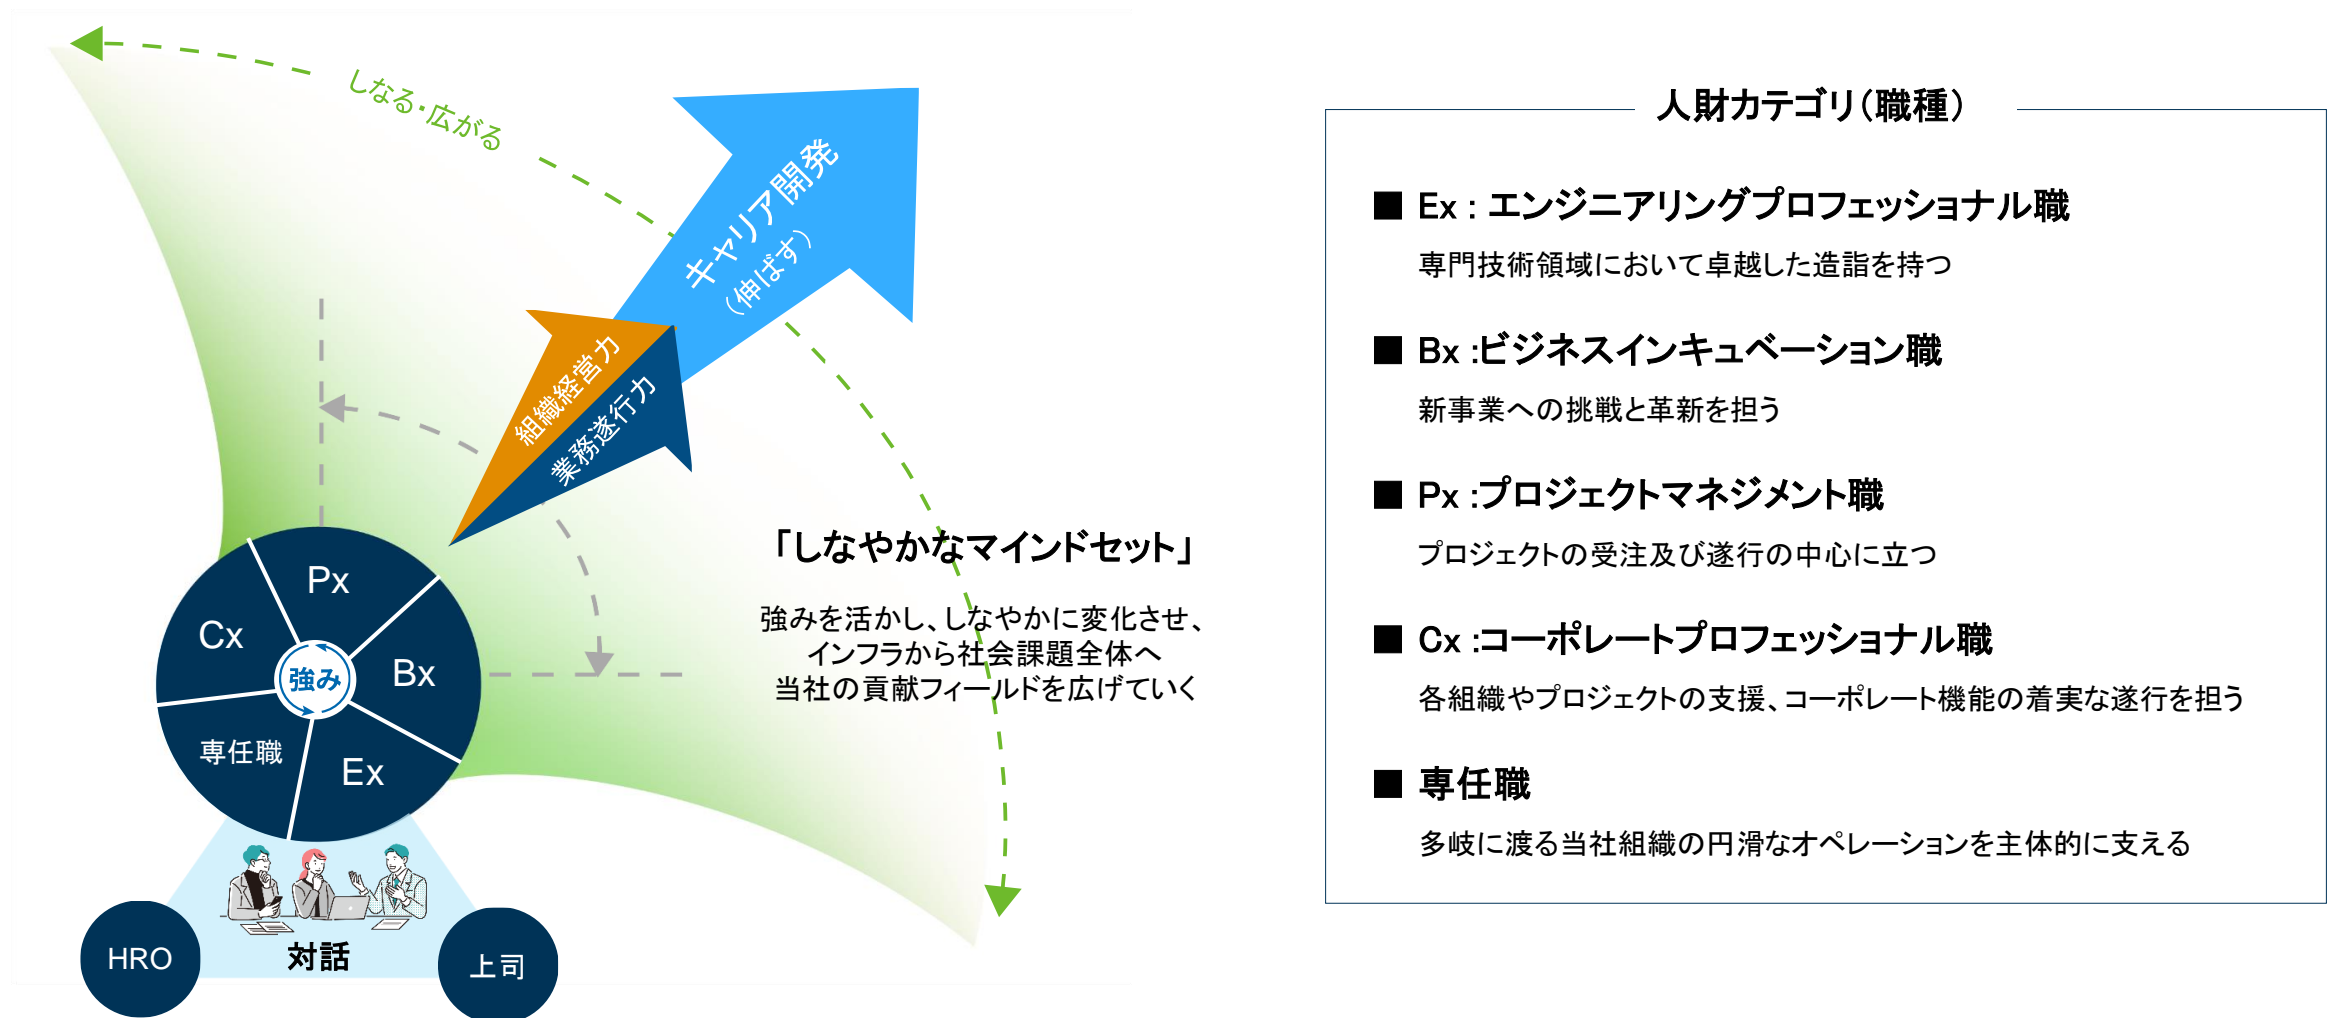 しなる・広がる
キャリア開発
（伸ばす）
組織経営力
業務遂行力
「しなやかなマインドセット」
強みを活かし、しなやかに変化させ、
インフラから社会課題全体へ
当社の貢献フィールドを広げていく
Px
Cx
Bx
強み
専任職
Ex
対話
HRO
上司
人財カテゴリ（職種）
■ Ex : エンジニアリングプロフェッショナル職
専門技術領域において卓越した造詣を持つ
■ Bx :ビジネスインキュベーション職
新事業への挑戦と革新を担う
■ Px :プロジェクトマネジメント職
プロジェクトの受注及び遂行の中心に立つ
■ Cx :コーポレートプロフェッショナル職
各組織やプロジェクトの支援、コーポレート機能の着実な遂行を担う
■ 専任職
多岐に渡る当社組織の円滑なオペレーションを主体的に支える